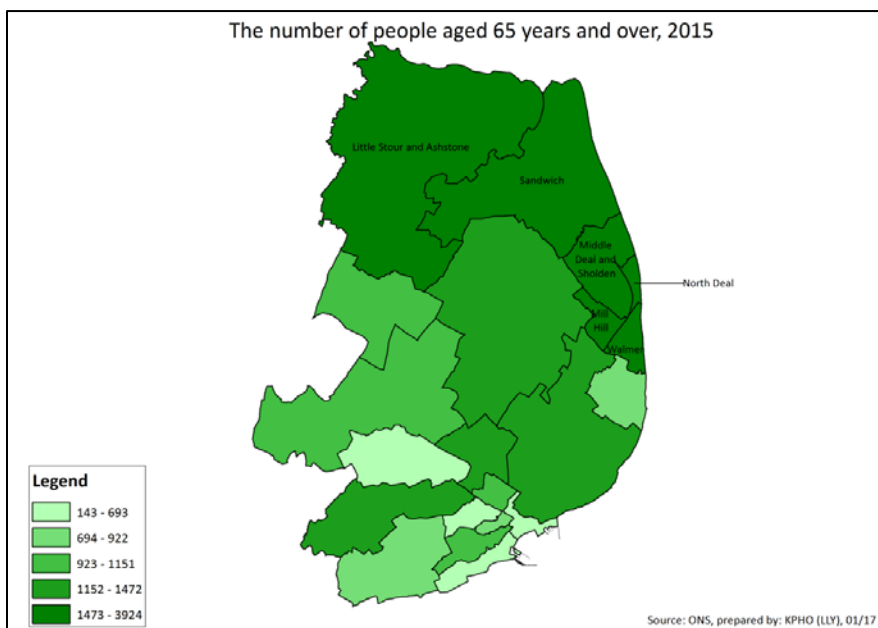 The number of people aged 65 years and over, 2015
Little Stour and Ashstone
Sandwich
Middle
Deal and
Sholden
North Deal
Mill
Hill
Walmer
Legend
143 - 693
694 - 922
923 - 1151
1152 - 1472
1473 - 3924
Source: ONS, prepared by: KPHO (LLY), 01/17